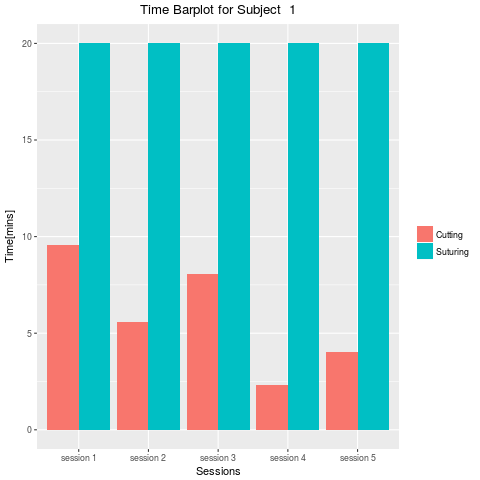 Time Barplot for Subject  1
20
15
10
5
0
Time[mins]
session 1 session 2 session 3 session 4 session 5
Sessions
Cutting
Suturing